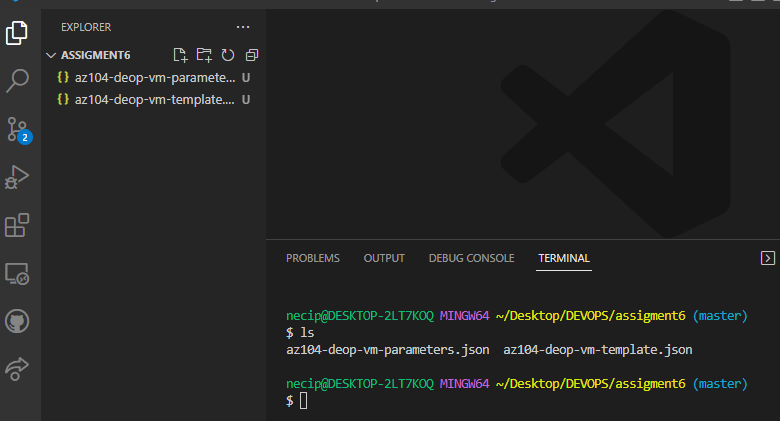 EXPLORER
ASSIGMENT6
{} az104-deop-vm-paramete... U
{} az104-deop-vm-template.... U
2
PROBLEMS OUTPUT DEBUG CONSOLE TERMINAL
necip@DESKTOP-2LT7KOQ MINGW64 ~/Desktop/DEVOPS/assigment6 (master)
$ ls
az104-deop-vm-parameters.json az104-deop-vm-template.json
necip@DESKTOP-2LT7KOQ MINGW64 ~/Desktop/DEVOPS/assigment6 (master)
$